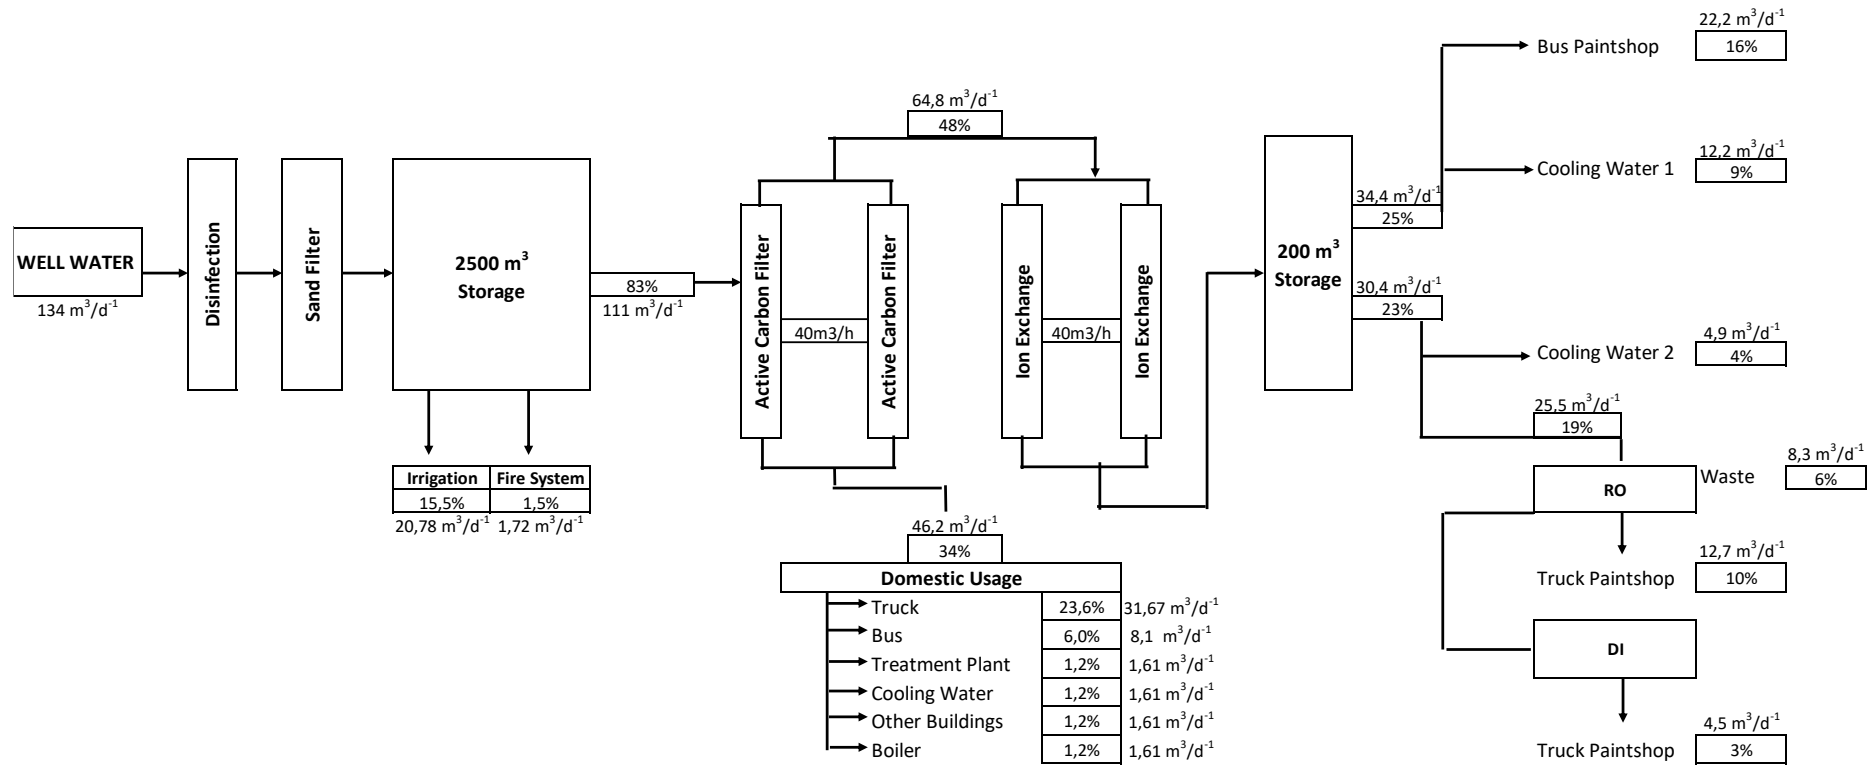 WELL WATER
134 m³/d⁻¹
Disinfection
Sand Filter
2500 m³
Storage
83%
111 m³/d⁻¹
Irrigation Fire System
15,5% 1,5%
20,78 m³/d⁻¹ 1,72 m³/d⁻¹
64,8 m³/d⁻¹
48%
Active Carbon Filter
40m3/h
Active Carbon Filter
Ion Exchange
40m3/h
Ion Exchange
46,2 m³/d⁻¹
34%
Domestic Usage
Truck 23,6% 31,67 m³/d⁻¹
Bus 6,0% 8,1 m³/d⁻¹
Treatment Plant 1,2% 1,61 m³/d⁻¹
Cooling Water 1,2% 1,61 m³/d⁻¹
Other Buildings 1,2% 1,61 m³/d⁻¹
Boiler 1,2% 1,61 m³/d⁻¹
200 m³
Storage
34,4 m³/d⁻¹
25%
30,4 m³/d⁻¹
23%
22,2 m³/d⁻¹
Bus Paintshop 16%
12,2 m³/d⁻¹
Cooling Water 1 9%
4,9 m³/d⁻¹
Cooling Water 2 4%
25,5 m³/d⁻¹
19%
8,3 m³/d⁻¹
Waste 6%
RO
12,7 m³/d⁻¹
Truck Paintshop 10%
DI
4,5 m³/d⁻¹
Truck Paintshop 3%